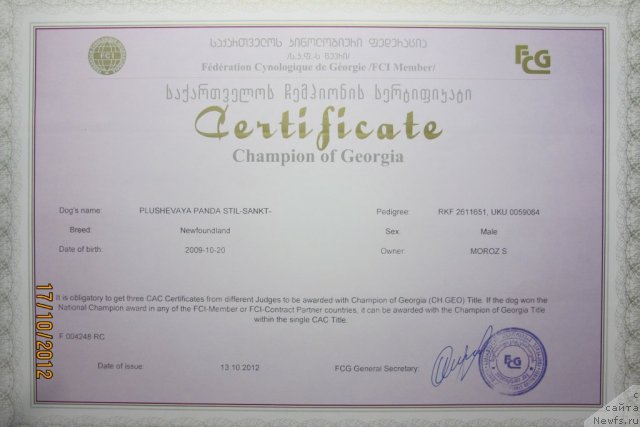 საქართველოს კინოლოგიური ფედერაცია
FCI
FCG
Fédération Cynologique de Géorgie /FCI Member/
საქართველოს ჩემპიონის სერტიფიკატი
Certificate
Champion of Georgia
Dog's name: PLUSHEVAYA PANDA STIL-SANKT- Pedigree: RKF 2611651, UKU 0059064
Breed: Newfoundland Sex: Male
Date of birth: 2009-10-20 Owner: MOROZ S
It is obligatory to get three CAC Certificates from different Judges to be awarded with Champion of Georgia (CH.GEO) Title. If the dog won the
National Champion award in any of the FCI-Member or FCI-Contract Partner countries, it can be awarded with the Champion of Georgia Title
within the single CAC Title.
F 004248 RC
Date of issue: 13.10.2012 FCG General Secretary:
FCG
17/10/2012
с
сайта
Newfs.ru